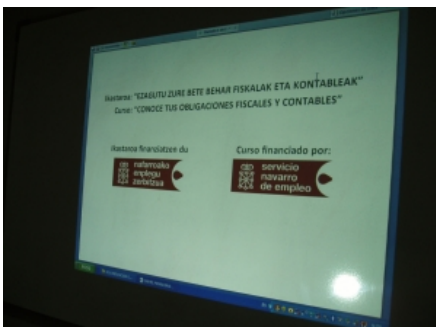 Ikastaroa: "EZAGUTU ZURE BETE BEHAR FISKALAK ETA KONTABLEAK"
Curso: "CONOCE TUS OBLIGACIONES FISCALES Y CONTABLES"
Ikastaroa finantzatzen du
Curso financiado por:
nafarroako
enplegu
zerbitzua
servicio
navarro
de empleo